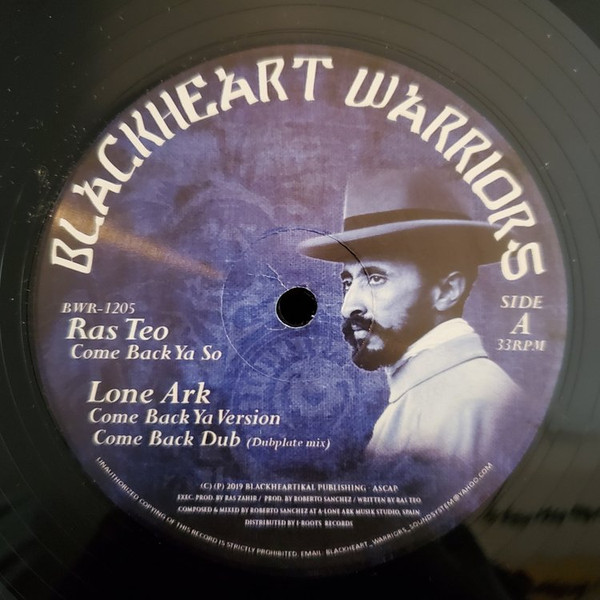 BLACKHEART WARRIORS
BWR-1205
Ras Teo
Come Back Ya So
SIDE
A
33RPM
Lone Ark
Come Back Ya Version
Come Back Dub (Dubplate mix)
(C) (P) 2019 BLACKHEARTIKAL PUBLISHING - ASCAP
EXEC. PROD. BY RAS ZAHIR / PROD. BY ROBERTO SANCHEZ / WRITTEN BY RAS TEO
COMPOSED & MIXED BY ROBERTO SANCHEZ AT A-LONE ARK MUSIK STUDIO, SPAIN
DISTRIBUTED BY I-ROOTS RECORDS
UNAUTHORIZED COPYING OF THIS RECORD IS STRICTLY PROHIBITED. EMAIL: BLACKHEART_WARRIORS_SOUNDSYSTEM@YAHOO.COM